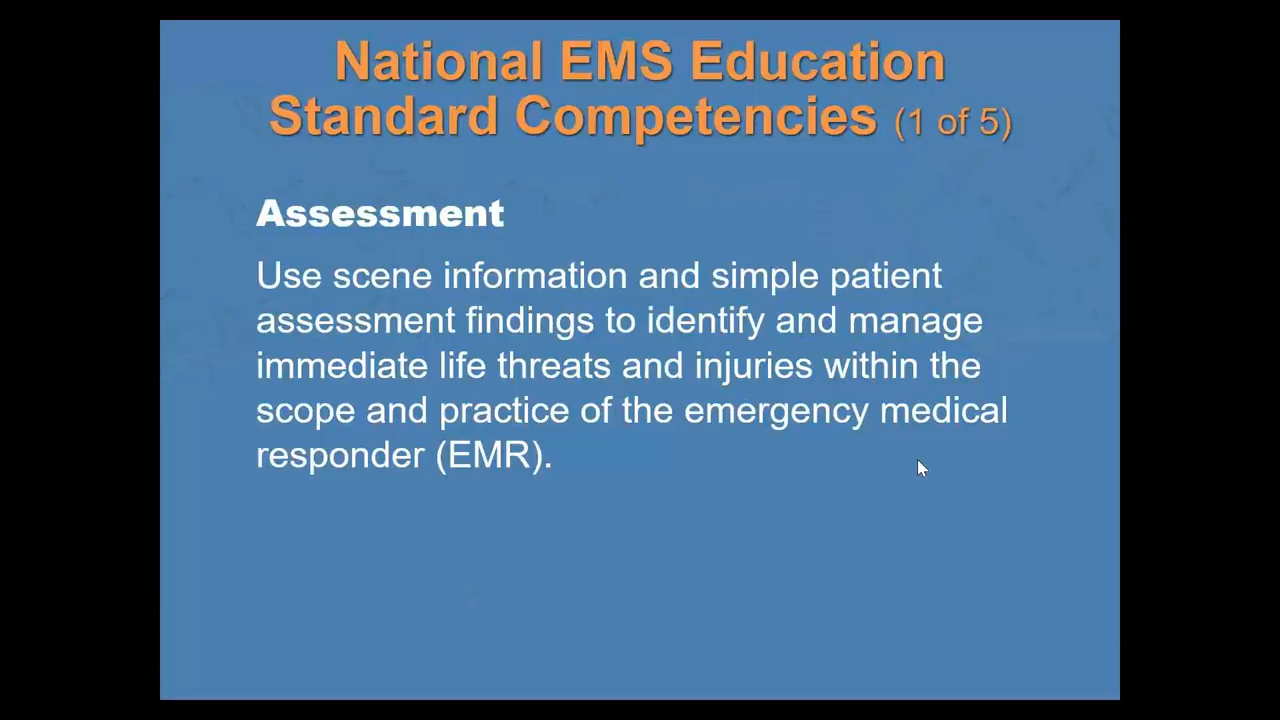 National EMS Education
Standard Competencies (1 of 5)
Assessment
Use scene information and simple patient
assessment findings to identify and manage
immediate life threats and injuries within the
scope and practice of the emergency medical
responder (EMR).